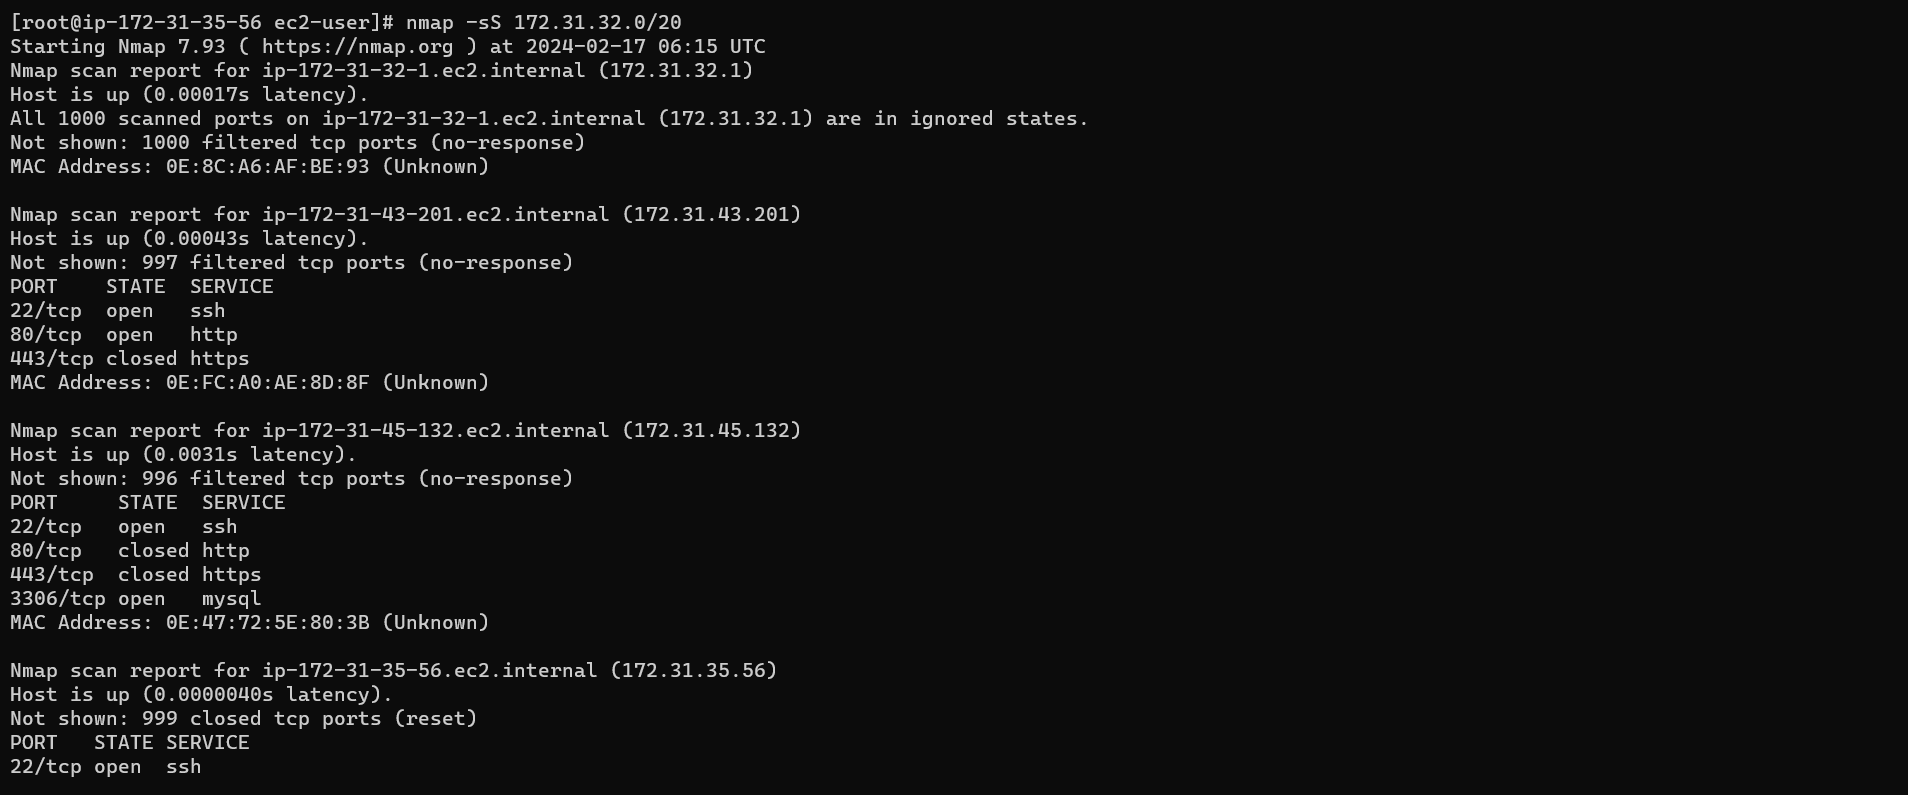 [root@ip-172-31-35-56 ec2-user]# nmap -sS 172.31.32.0/20
Starting Nmap 7.93 ( https://nmap.org ) at 2024-02-17 06:15 UTC
Nmap scan report for ip-172-31-32-1.ec2.internal (172.31.32.1)
Host is up (0.00017s latency).
All 1000 scanned ports on ip-172-31-32-1.ec2.internal (172.31.32.1) are in ignored states.
Not shown: 1000 filtered tcp ports (no-response)
MAC Address: 0E:8C:A6:AF:BE:93 (Unknown)

Nmap scan report for ip-172-31-43-201.ec2.internal (172.31.43.201)
Host is up (0.00043s latency).
Not shown: 997 filtered tcp ports (no-response)
PORT    STATE  SERVICE
22/tcp  open   ssh
80/tcp  open   http
443/tcp closed https
MAC Address: 0E:FC:A0:AE:8D:8F (Unknown)

Nmap scan report for ip-172-31-45-132.ec2.internal (172.31.45.132)
Host is up (0.0031s latency).
Not shown: 996 filtered tcp ports (no-response)
PORT     STATE  SERVICE
22/tcp   open   ssh
80/tcp   closed http
443/tcp  closed https
3306/tcp open   mysql
MAC Address: 0E:47:72:5E:80:3B (Unknown)

Nmap scan report for ip-172-31-35-56.ec2.internal (172.31.35.56)
Host is up (0.0000040s latency).
Not shown: 999 closed tcp ports (reset)
PORT   STATE SERVICE
22/tcp open  ssh